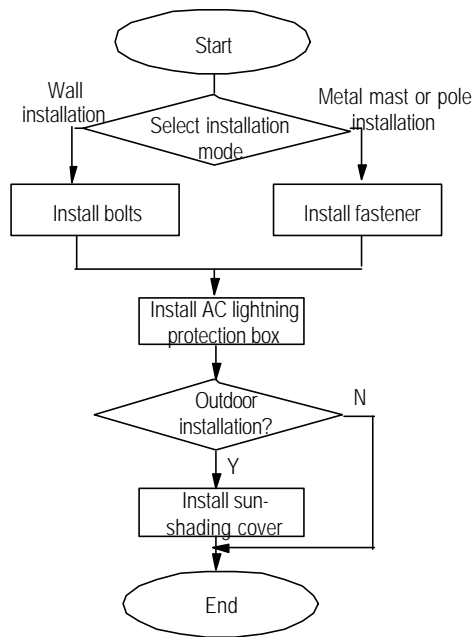 Start
Wall
installation
Metal mast or pole
installation
Select installation
mode
Install bolts
Install fastener
Install AC lightning
protection box
Outdoor
installation?
N
Y
Install sun-
shading cover
End